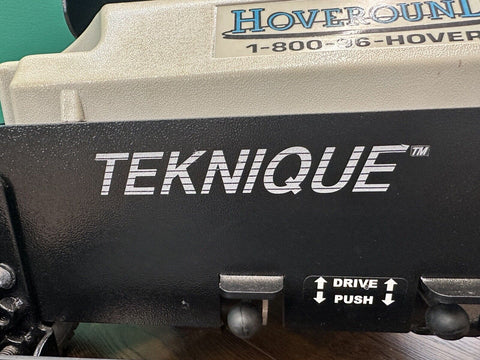 HOVEROUND
1-800-96-HOVER
TEKNIQUE™
↑ DRIVE ↑
↓ PUSH ↓